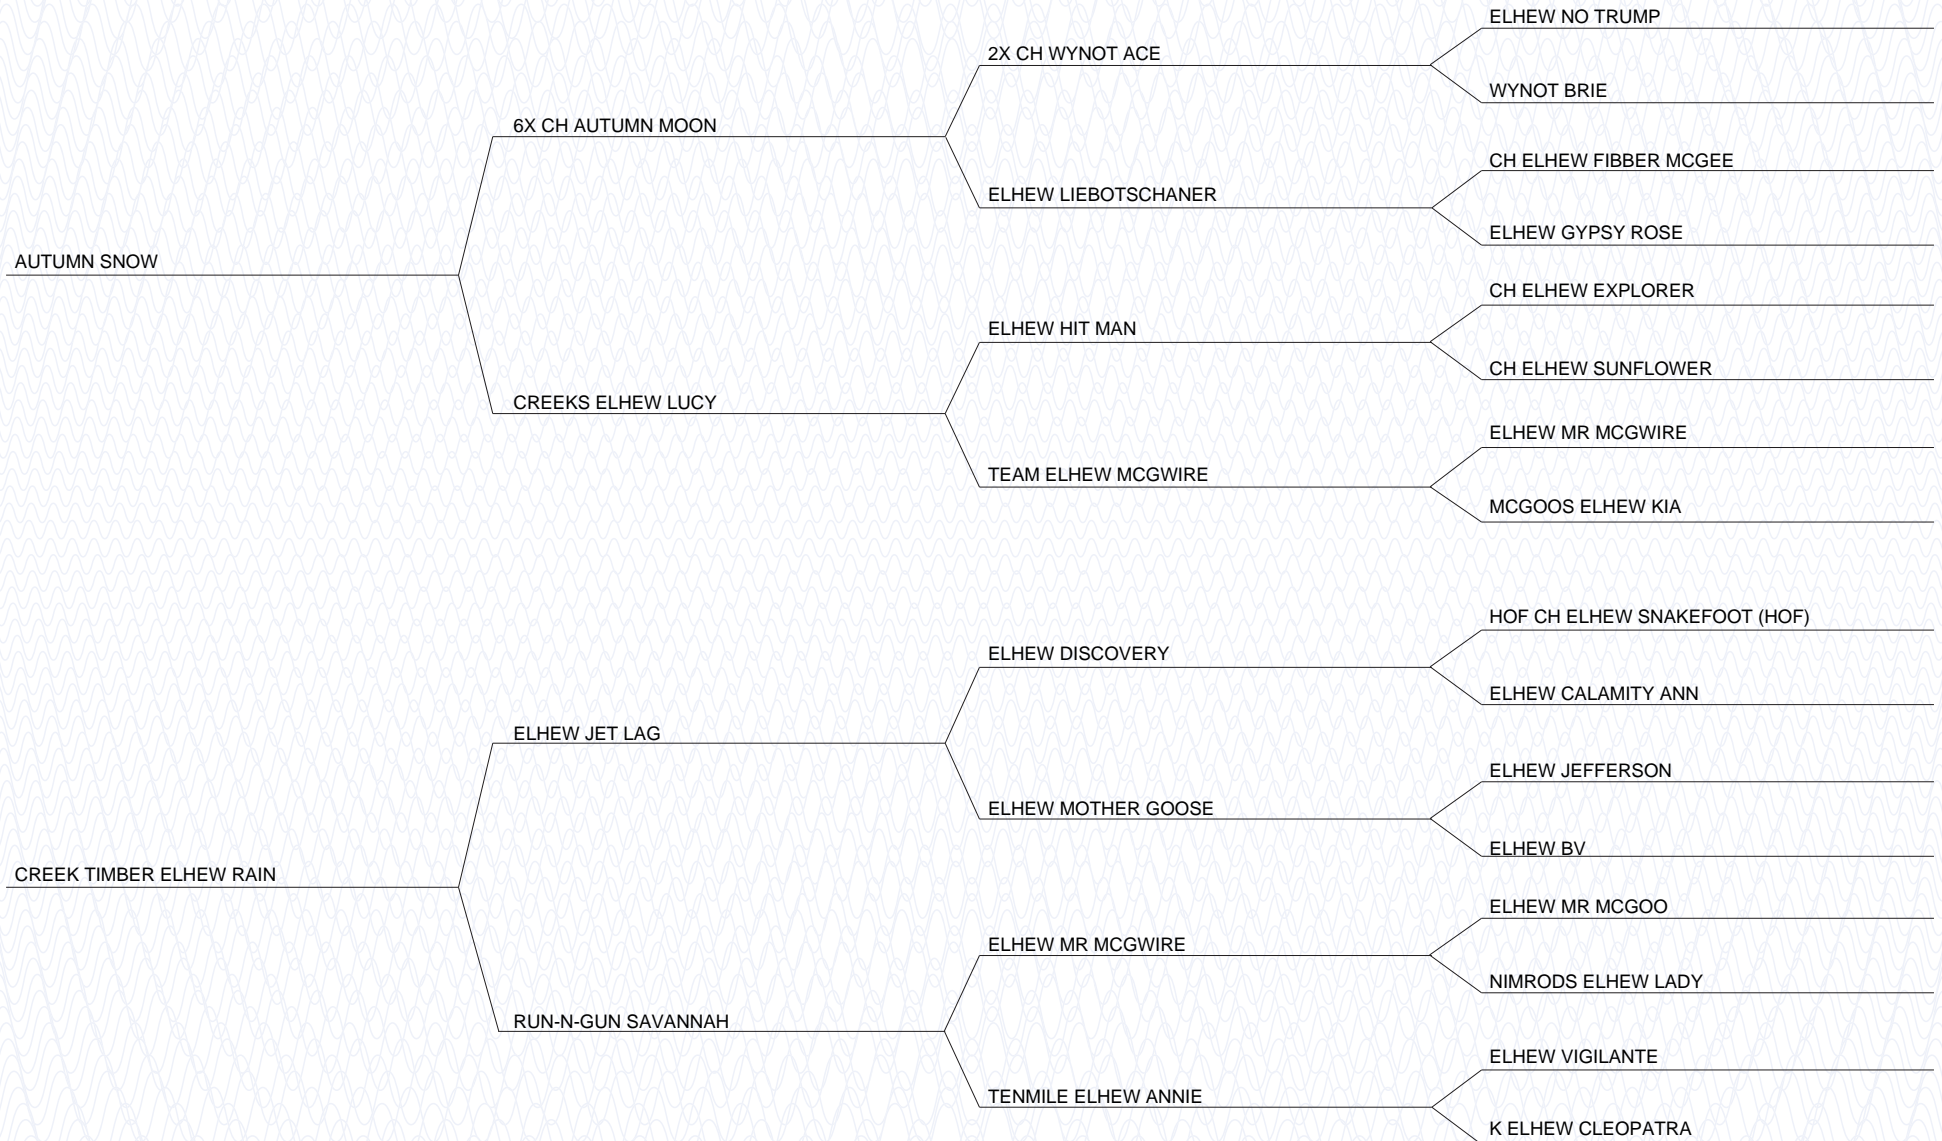 ELHEW NO TRUMP
2X CH WYNOT ACE
WYNOT BRIE
6X CH AUTUMN MOON
CH ELHEW FIBBER MCGEE
ELHEW LIEBOTSCHANER
ELHEW GYPSY ROSE
AUTUMN SNOW
CH ELHEW EXPLORER
ELHEW HIT MAN
CH ELHEW SUNFLOWER
CREEKS ELHEW LUCY
ELHEW MR MCGWIRE
TEAM ELHEW MCGWIRE
MCGOOS ELHEW KIA
HOF CH ELHEW SNAKEFOOT (HOF)
ELHEW DISCOVERY
ELHEW CALAMITY ANN
ELHEW JET LAG
ELHEW JEFFERSON
ELHEW MOTHER GOOSE
ELHEW BV
CREEK TIMBER ELHEW RAIN
ELHEW MR MCGOO
ELHEW MR MCGWIRE
NIMRODS ELHEW LADY
RUN-N-GUN SAVANNAH
ELHEW VIGILANTE
TENMILE ELHEW ANNIE
K ELHEW CLEOPATRA